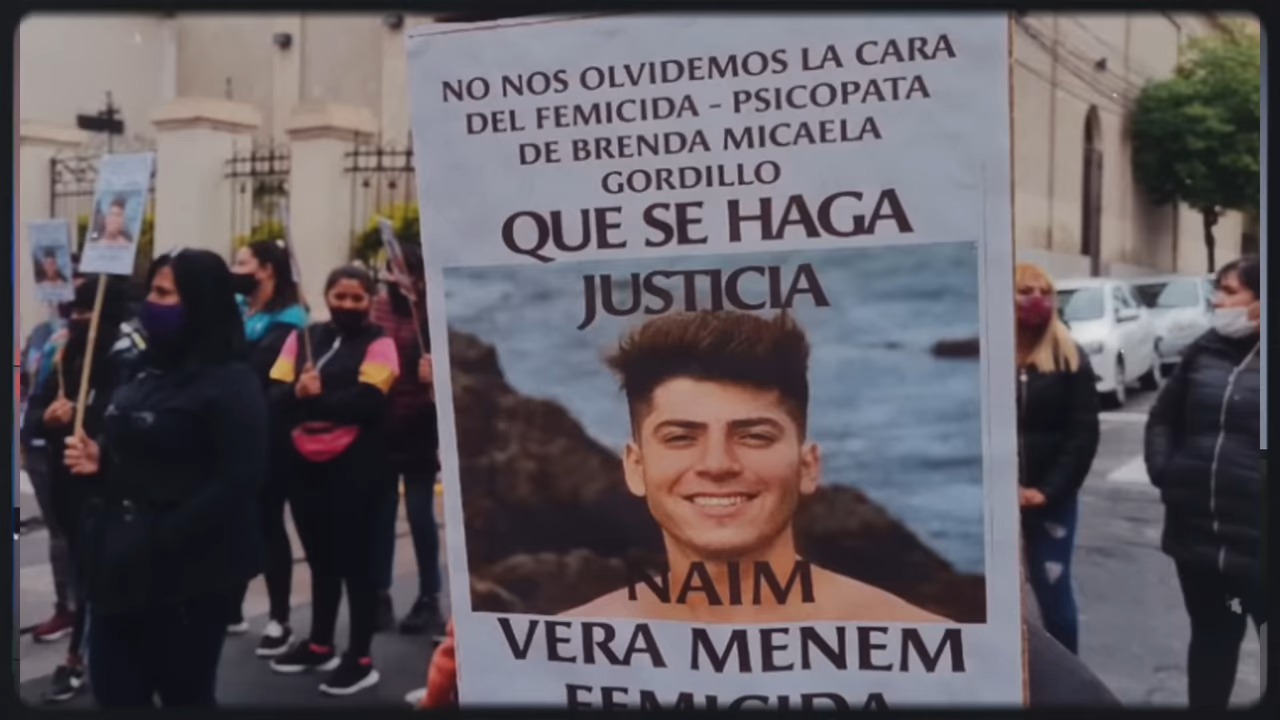 NO NOS OLVIDEMOS LA CARA
DEL FEMICIDA - PSICOPATA
DE BRENDA MICAELA
GORDILLO
QUE SE HAGA
JUSTICIA
NAIM
VERA MENEM
FEMICIDA